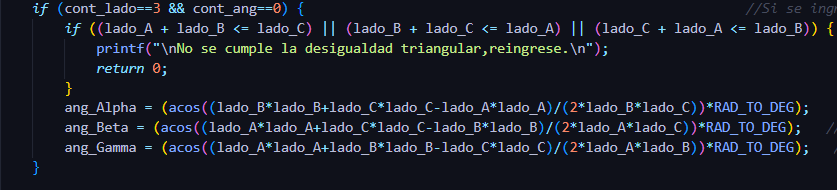 if (cont_lado==3 && cont_ang==0) { //Si se ingr
if ((lado_A + lado_B <= lado_C) || (lado_B + lado_C <= lado_A) || (lado_C + lado_A <= lado_B)) {
printf("\nNo se cumple la desigualdad triangular,reingrese.\n");
return 0;
}
ang_Alpha = (acos((lado_B*lado_B+lado_C*lado_C-lado_A*lado_A)/(2*lado_B*lado_C))*RAD_TO_DEG);
ang_Beta = (acos((lado_A*lado_A+lado_C*lado_C-lado_B*lado_B)/(2*lado_A*lado_C))*RAD_TO_DEG); /
ang_Gamma = (acos((lado_A*lado_A+lado_B*lado_B-lado_C*lado_C)/(2*lado_A*lado_B))*RAD_TO_DEG); /
}